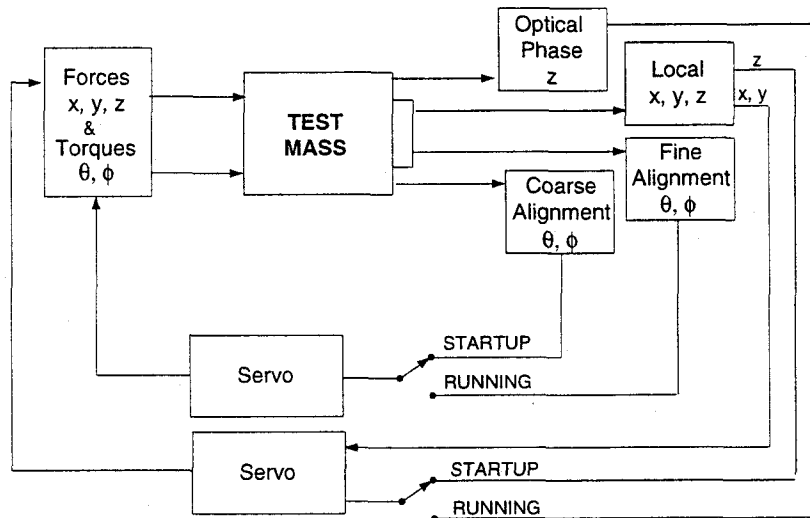 Forces
x, y, z
&
Torques
θ, ϕ
TEST
MASS
Optical
Phase
z
Local
x, y, z
z
x, y
Fine
Alignment
θ, ϕ
Coarse
Alignment
θ, ϕ
Servo
STARTUP
RUNNING
Servo
STARTUP
RUNNING